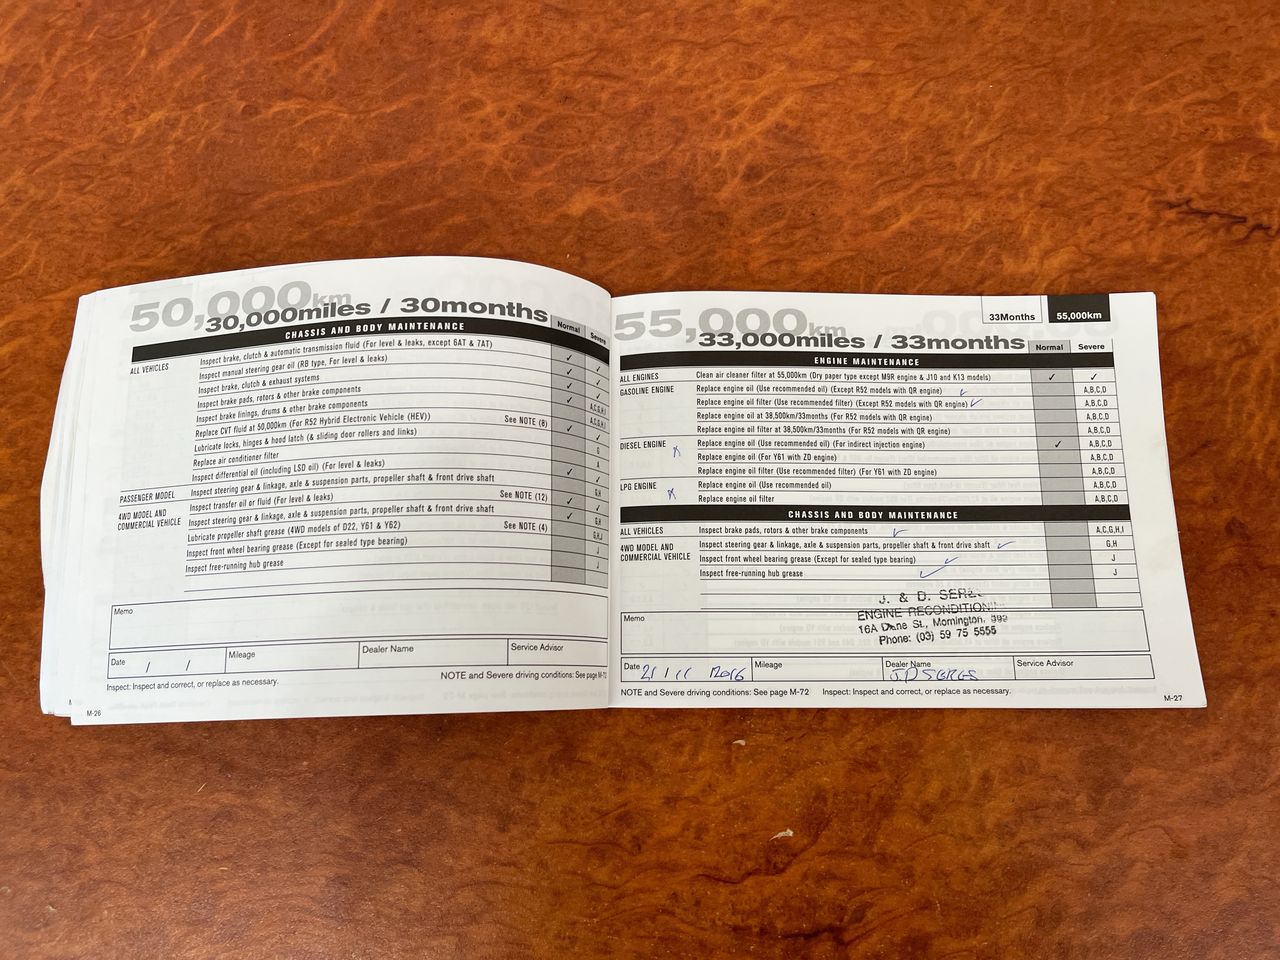 50,000km
30,000miles / 30months
CHASSIS AND BODY MAINTENANCE
Normal
Severe
ALL VEHICLES
Inspect brake, clutch & automatic transmission fluid (For level & leaks, except 6AT & 7AT) ✓
Inspect manual steering gear oil (RB type, For level & leaks) ✓
Inspect brake, clutch & exhaust systems ✓
Inspect brake pads, rotors & other brake components ✓
Inspect brake linings, drums & other brake components A,C,G,H,I
Replace CVT fluid at 50,000km (For R52 Hybrid Electronic Vehicle (HEV)) See NOTE (8)
Lubricate locks, hinges & hood latch (& sliding door rollers and links) ✓
Replace air conditioner filter
Inspect differential oil (including LSD oil) (For level & leaks)
PASSENGER MODEL
Inspect steering gear & linkage, axle & suspension parts, propeller shaft & front drive shaft
4WD MODEL AND COMMERCIAL VEHICLE
Inspect transfer oil or fluid (For level & leaks) See NOTE (12)
Inspect steering gear & linkage, axle & suspension parts, propeller shaft & front drive shaft
Lubricate propeller shaft grease (4WD models of D22, Y61 & Y62) See NOTE (4)
Inspect front wheel bearing grease (Except for sealed type bearing) J
Inspect free-running hub grease J
Memo
Date / /
Mileage
Dealer Name
Service Advisor
Inspect: Inspect and correct, or replace as necessary.
NOTE and Severe driving conditions: See page M-72
M-26
33Months
55,000km
55,000km
33,000miles / 33months
Normal
Severe
ENGINE MAINTENANCE
ALL ENGINES
Clean air cleaner filter at 55,000km (Dry paper type except M9R engine & J10 and K13 models) ✓ ✓
GASOLINE ENGINE
Replace engine oil (Use recommended oil) (Except R52 models with QR engine) ✓ A,B,C,D
Replace engine oil filter (Use recommended filter) (Except R52 models with QR engine) ✓ A,B,C,D
Replace engine oil at 38,500km/33months (For R52 models with QR engine) A,B,C,D
Replace engine oil filter at 38,500km/33months (For R52 models with QR engine) A,B,C,D
DIESEL ENGINE X
Replace engine oil (Use recommended oil) (For indirect injection engine) ✓ A,B,C,D
Replace engine oil (For Y61 with ZD engine) A,B,C,D
Replace engine oil filter (Use recommended filter) (For Y61 with ZD engine) A,B,C,D
LPG ENGINE X
Replace engine oil (Use recommended oil) A,B,C,D
Replace engine oil filter A,B,C,D
CHASSIS AND BODY MAINTENANCE
ALL VEHICLES
Inspect brake pads, rotors & other brake components ✓ A,C,G,H,I
4WD MODEL AND COMMERCIAL VEHICLE
Inspect steering gear & linkage, axle & suspension parts, propeller shaft & front drive shaft ✓ G,H
Inspect front wheel bearing grease (Except for sealed type bearing) ✓ J
Inspect free-running hub grease ✓ J
Memo
J. & D.
ENGINE
16A Dane St., Mornington,
Phone: (03) 59 75 5555
Date 21 / 11 / 2016
Mileage
Dealer Name
JD SERES
Service Advisor
NOTE and Severe driving conditions: See page M-72 Inspect: Inspect and correct, or replace as necessary.
M-27